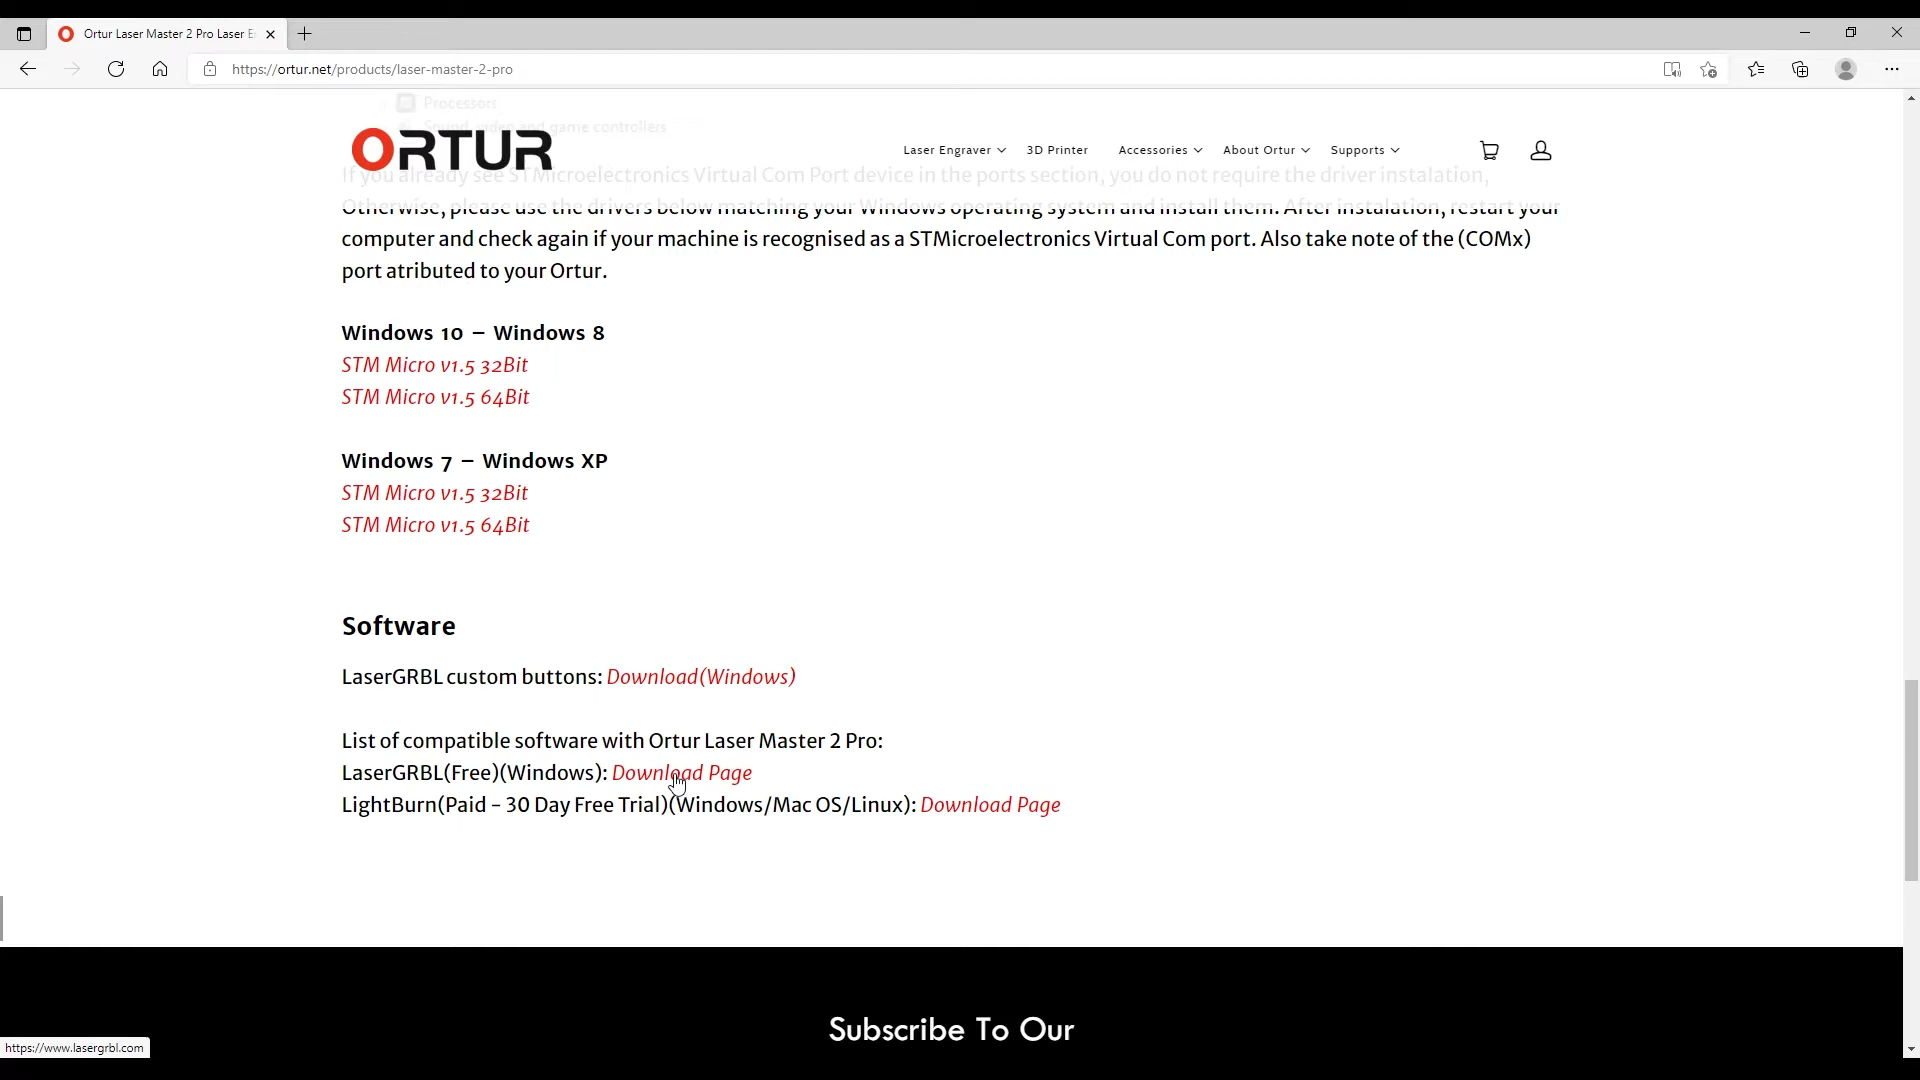 Ortur Laser Master 2 Pro Laser E
https://ortur.net/products/laser-master-2-pro
Processors
Sound, video and game controllers
ORTUR
Laser Engraver
3D Printer
Accessories
About Ortur
Supports
If you already see STMicroelectronics Virtual Com Port device in the ports section, you do not require the driver instalation,
Otherwise, please use the drivers below matching your Windows operating system and install them. After instalation, restart your
computer and check again if your machine is recognised as a STMicroelectronics Virtual Com port. Also take note of the (COMx)
port atributed to your Ortur.
Windows 10 – Windows 8
STM Micro v1.5 32Bit
STM Micro v1.5 64Bit
Windows 7 – Windows XP
STM Micro v1.5 32Bit
STM Micro v1.5 64Bit
Software
LaserGRBL custom buttons: Download(Windows)
List of compatible software with Ortur Laser Master 2 Pro:
LaserGRBL(Free)(Windows): Download Page
LightBurn(Paid - 30 Day Free Trial)(Windows/Mac OS/Linux): Download Page
Subscribe To Our
https://www.lasergrbl.com